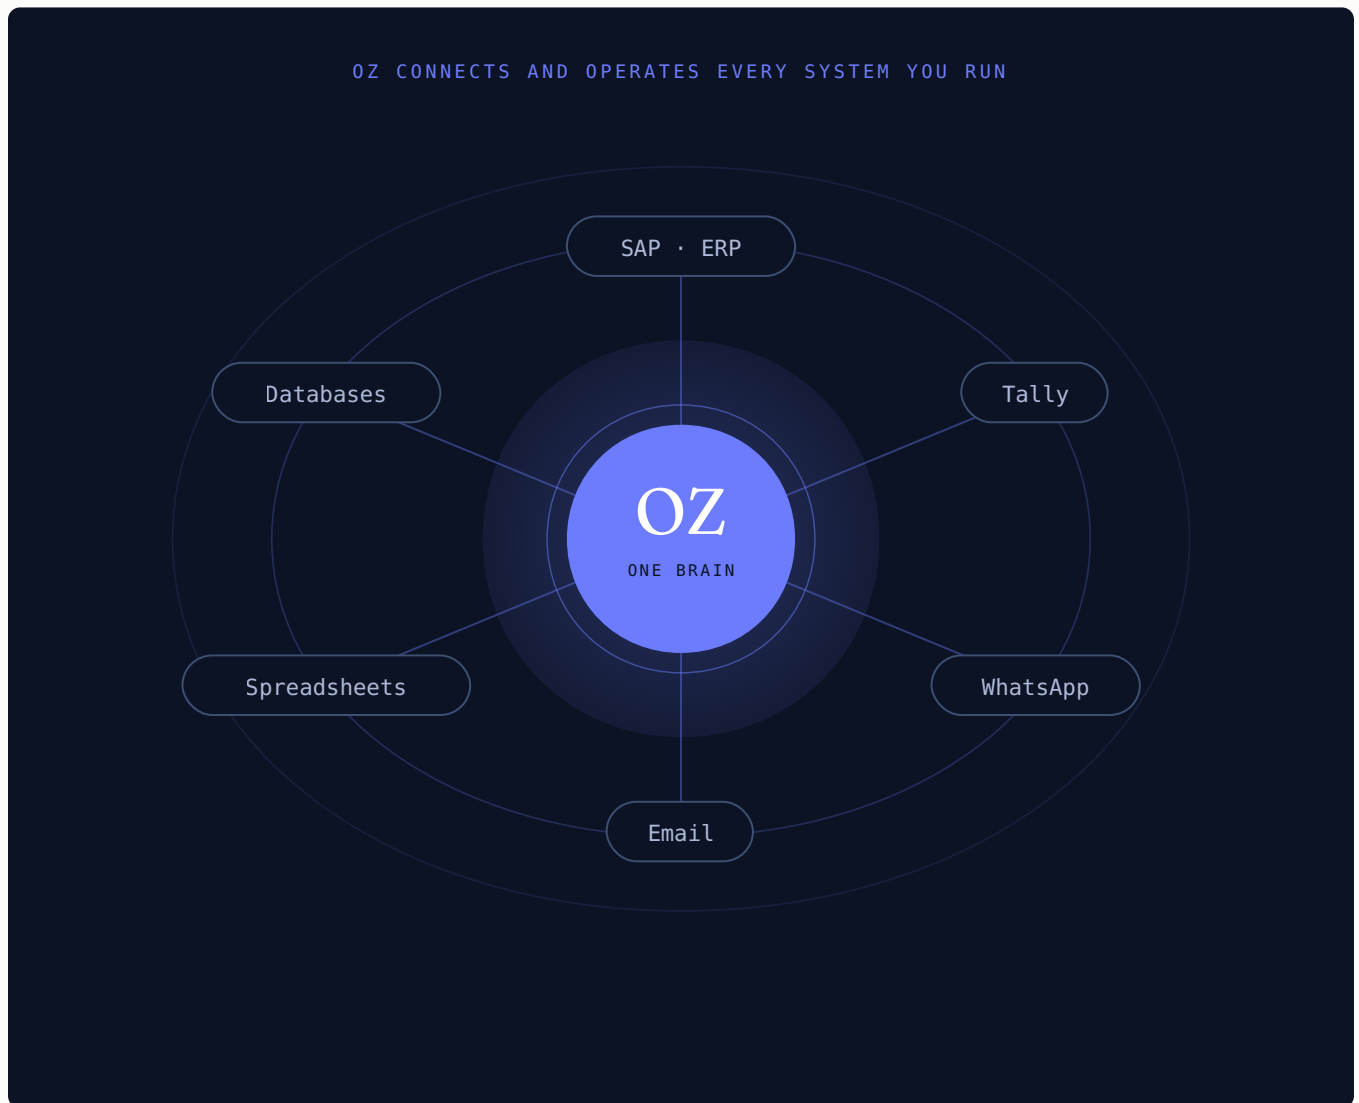 OZ CONNECTS AND OPERATES EVERY SYSTEM YOU RUN
SAP · ERP
Databases
Tally
OZ
ONE BRAIN
Spreadsheets
WhatsApp
Email